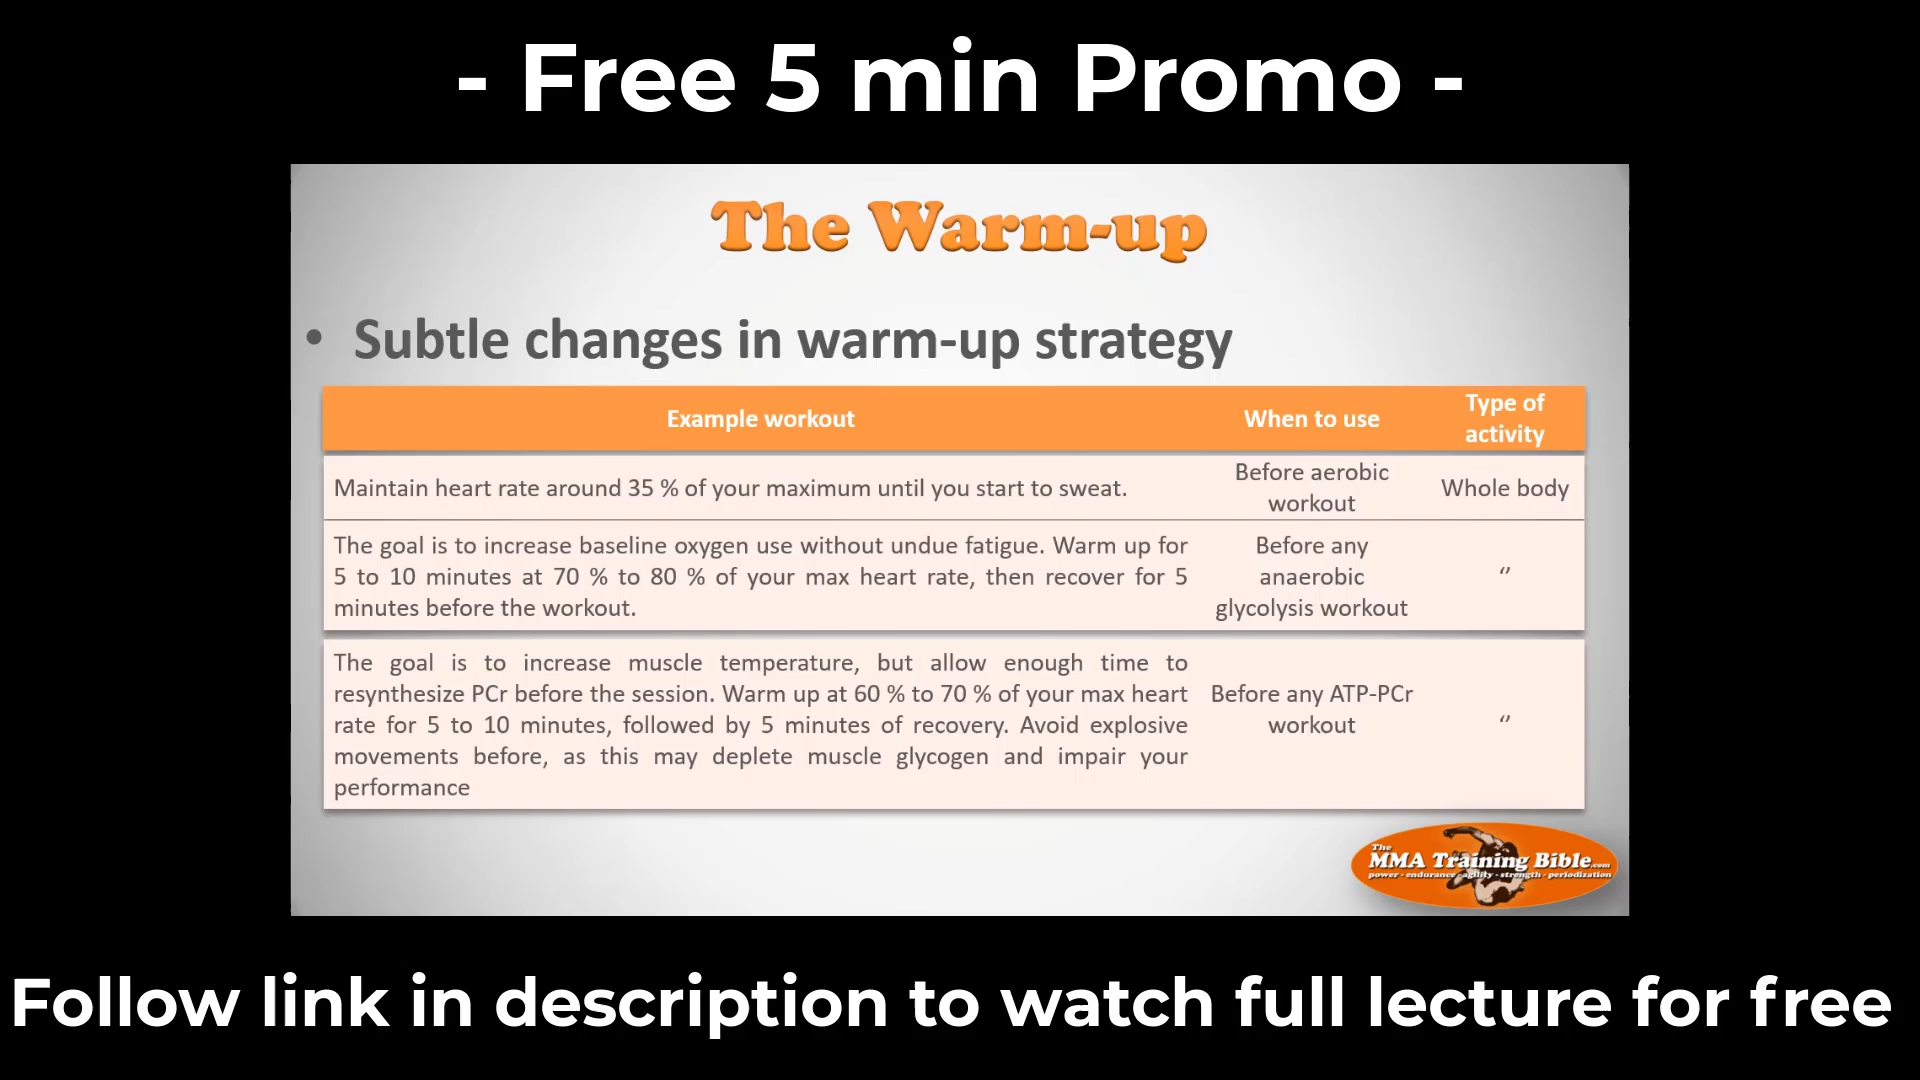 - Free 5 min Promo -
The Warm-up
• Subtle changes in warm-up strategy
Example workout
When to use
Type of
activity
Maintain heart rate around 35 % of your maximum until you start to sweat.
Before aerobic
workout
Whole body
The goal is to increase baseline oxygen use without undue fatigue. Warm up for
5 to 10 minutes at 70 % to 80 % of your max heart rate, then recover for 5
minutes before the workout.
Before any
anaerobic
glycolysis workout
‘’
The goal is to increase muscle temperature, but allow enough time to
resynthesize PCr before the session. Warm up at 60 % to 70 % of your max heart
rate for 5 to 10 minutes, followed by 5 minutes of recovery. Avoid explosive
movements before, as this may deplete muscle glycogen and impair your
performance
Before any ATP-PCr
workout
‘’
The
MMA Training Bible.com
power - endurance - agility - strength - periodization
Follow link in description to watch full lecture for free